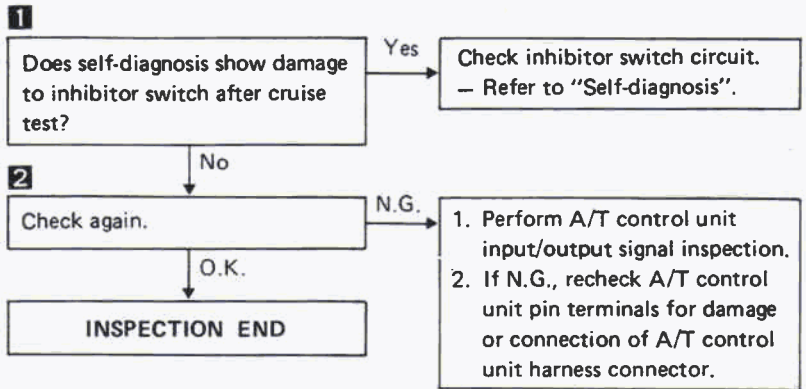 1
Does self-diagnosis show damage
to inhibitor switch after cruise
test?
Yes
Check inhibitor switch circuit.
— Refer to "Self-diagnosis".
No
2
Check again.
N.G.
1. Perform A/T control unit
input/output signal inspection.
2. If N.G., recheck A/T control
unit pin terminals for damage
or connection of A/T control
unit harness connector.
O.K.
INSPECTION END